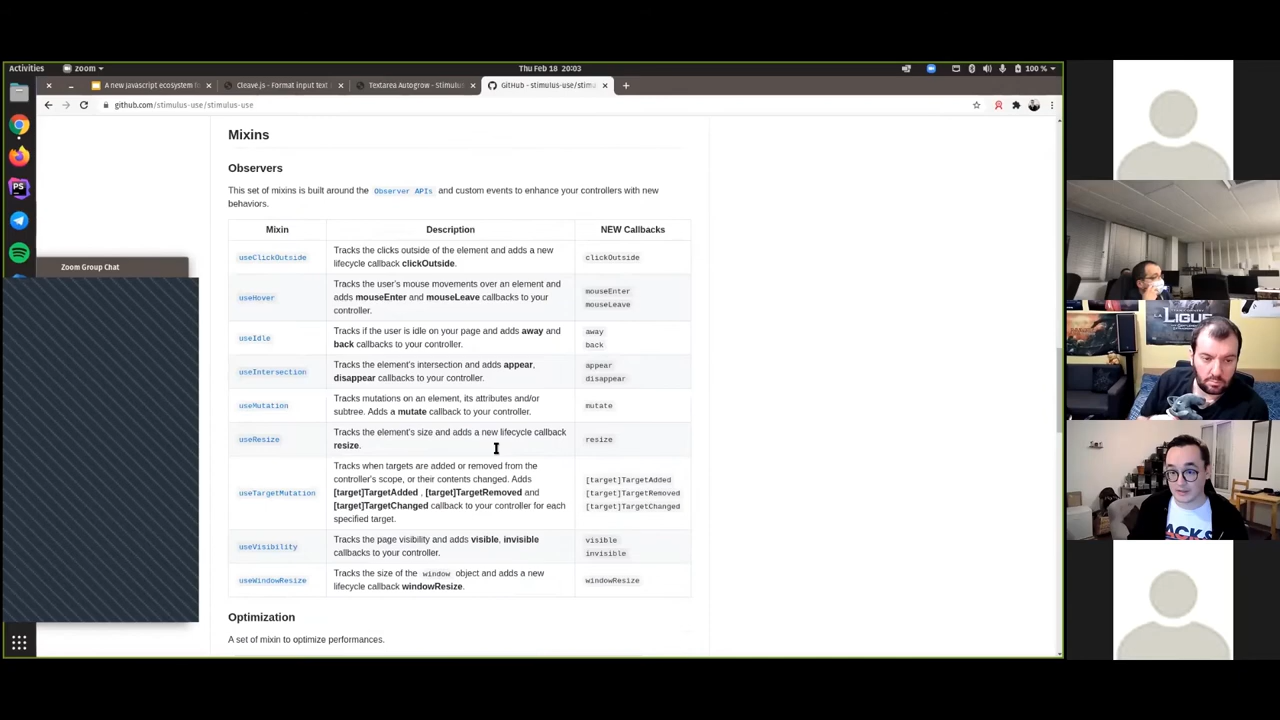 Activities
zoom
Thu Feb 18 20:03
100 %
A new javascript ecosystem
Cleave.js - Format input text
Textarea Autogrow - Stimulus
GitHub - stimulus-use/stimu
github.com/stimulus-use/stimulus-use
Mixins
Observers
This set of mixins is built around the Observer APIs and custom events to enhance your controllers with new
behaviors.
Mixin Description NEW Callbacks
useClickOutside
Tracks the clicks outside of the element and adds a new
lifecycle callback clickOutside.
clickOutside
useHover
Tracks the user's mouse movements over an element and
adds mouseEnter and mouseLeave callbacks to your
controller.
mouseEnter
mouseLeave
useIdle
Tracks if the user is idle on your page and adds away and
back callbacks to your controller.
away
back
useIntersection
Tracks the element's intersection and adds appear,
disappear callbacks to your controller.
appear
disappear
useMutation
Tracks mutations on an element, its attributes and/or
subtree. Adds a mutate callback to your controller.
mutate
useResize
Tracks the element's size and adds a new lifecycle callback
resize.
resize
useTargetMutation
Tracks when targets are added or removed from the
controller's scope, or their contents changed. Adds
[target]TargetAdded , [target]TargetRemoved and
[target]TargetChanged callback to your controller for each
specified target.
[target]TargetAdded
[target]TargetRemoved
[target]TargetChanged
useVisibility
Tracks the page visibility and adds visible, invisible
callbacks to your controller.
visible
invisible
useWindowResize
Tracks the size of the window object and adds a new
lifecycle callback windowResize.
windowResize
Optimization
A set of mixin to optimize performances.
Zoom Group Chat
PS
LIGUE